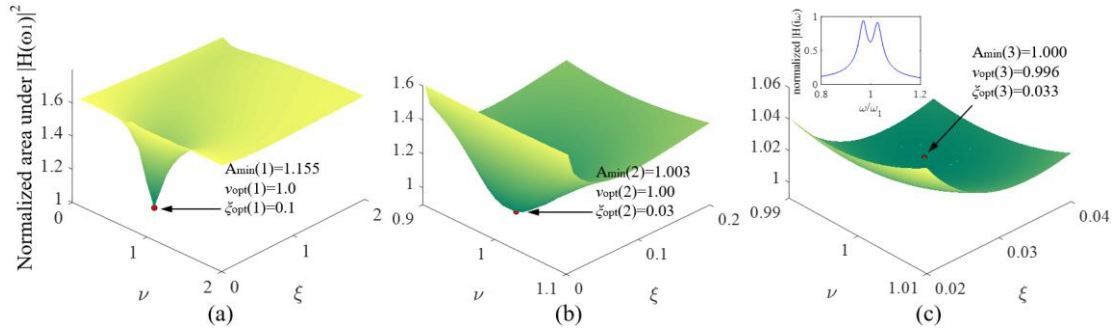 Normalized area under |H(ω1)|²
1.6
1.4
1.2
1
0
1
2
ν
0
1
2
ξ
Amin(1)=1.155
νopt(1)=1.0
ξopt(1)=0.1
(a)
1.6
1.4
1.2
1
0.9
1
1.1
ν
0
0.1
0.2
ξ
Amin(2)=1.003
νopt(2)=1.00
ξopt(2)=0.03
(b)
normalized |H(iω)
1
0.5
0
0.8
1
1.2
ω/ω₁
Amin(3)=1.000
νopt(3)=0.996
ξopt(3)=0.033
1.06
1.04
1.02
1
0.99
1
1.01
ν
0.02
0.03
0.04
ξ
(c)